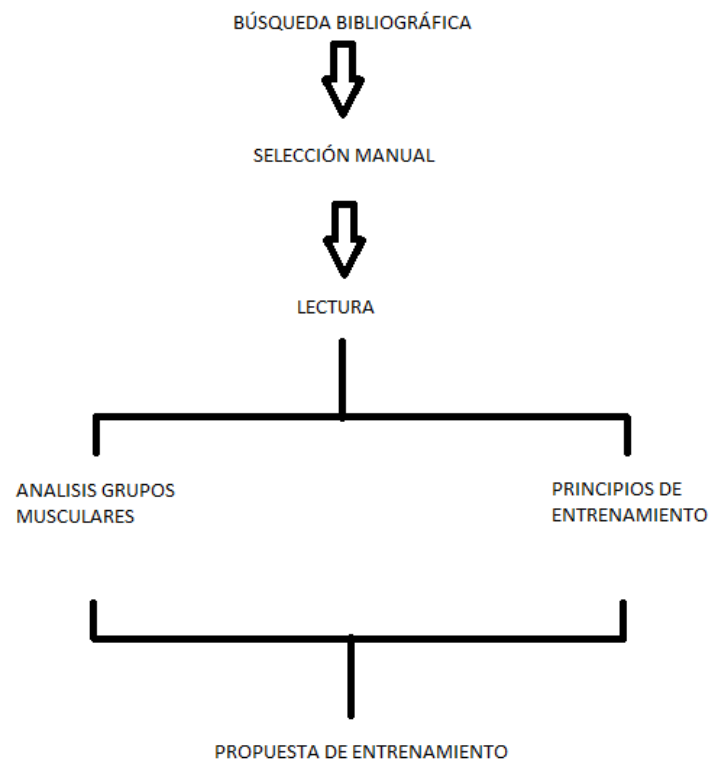 BÚSQUEDA BIBLIOGRÁFICA
SELECCIÓN MANUAL
LECTURA
ANALISIS GRUPOS
MUSCULARES
PRINCIPIOS DE
ENTRENAMIENTO
PROPUESTA DE ENTRENAMIENTO